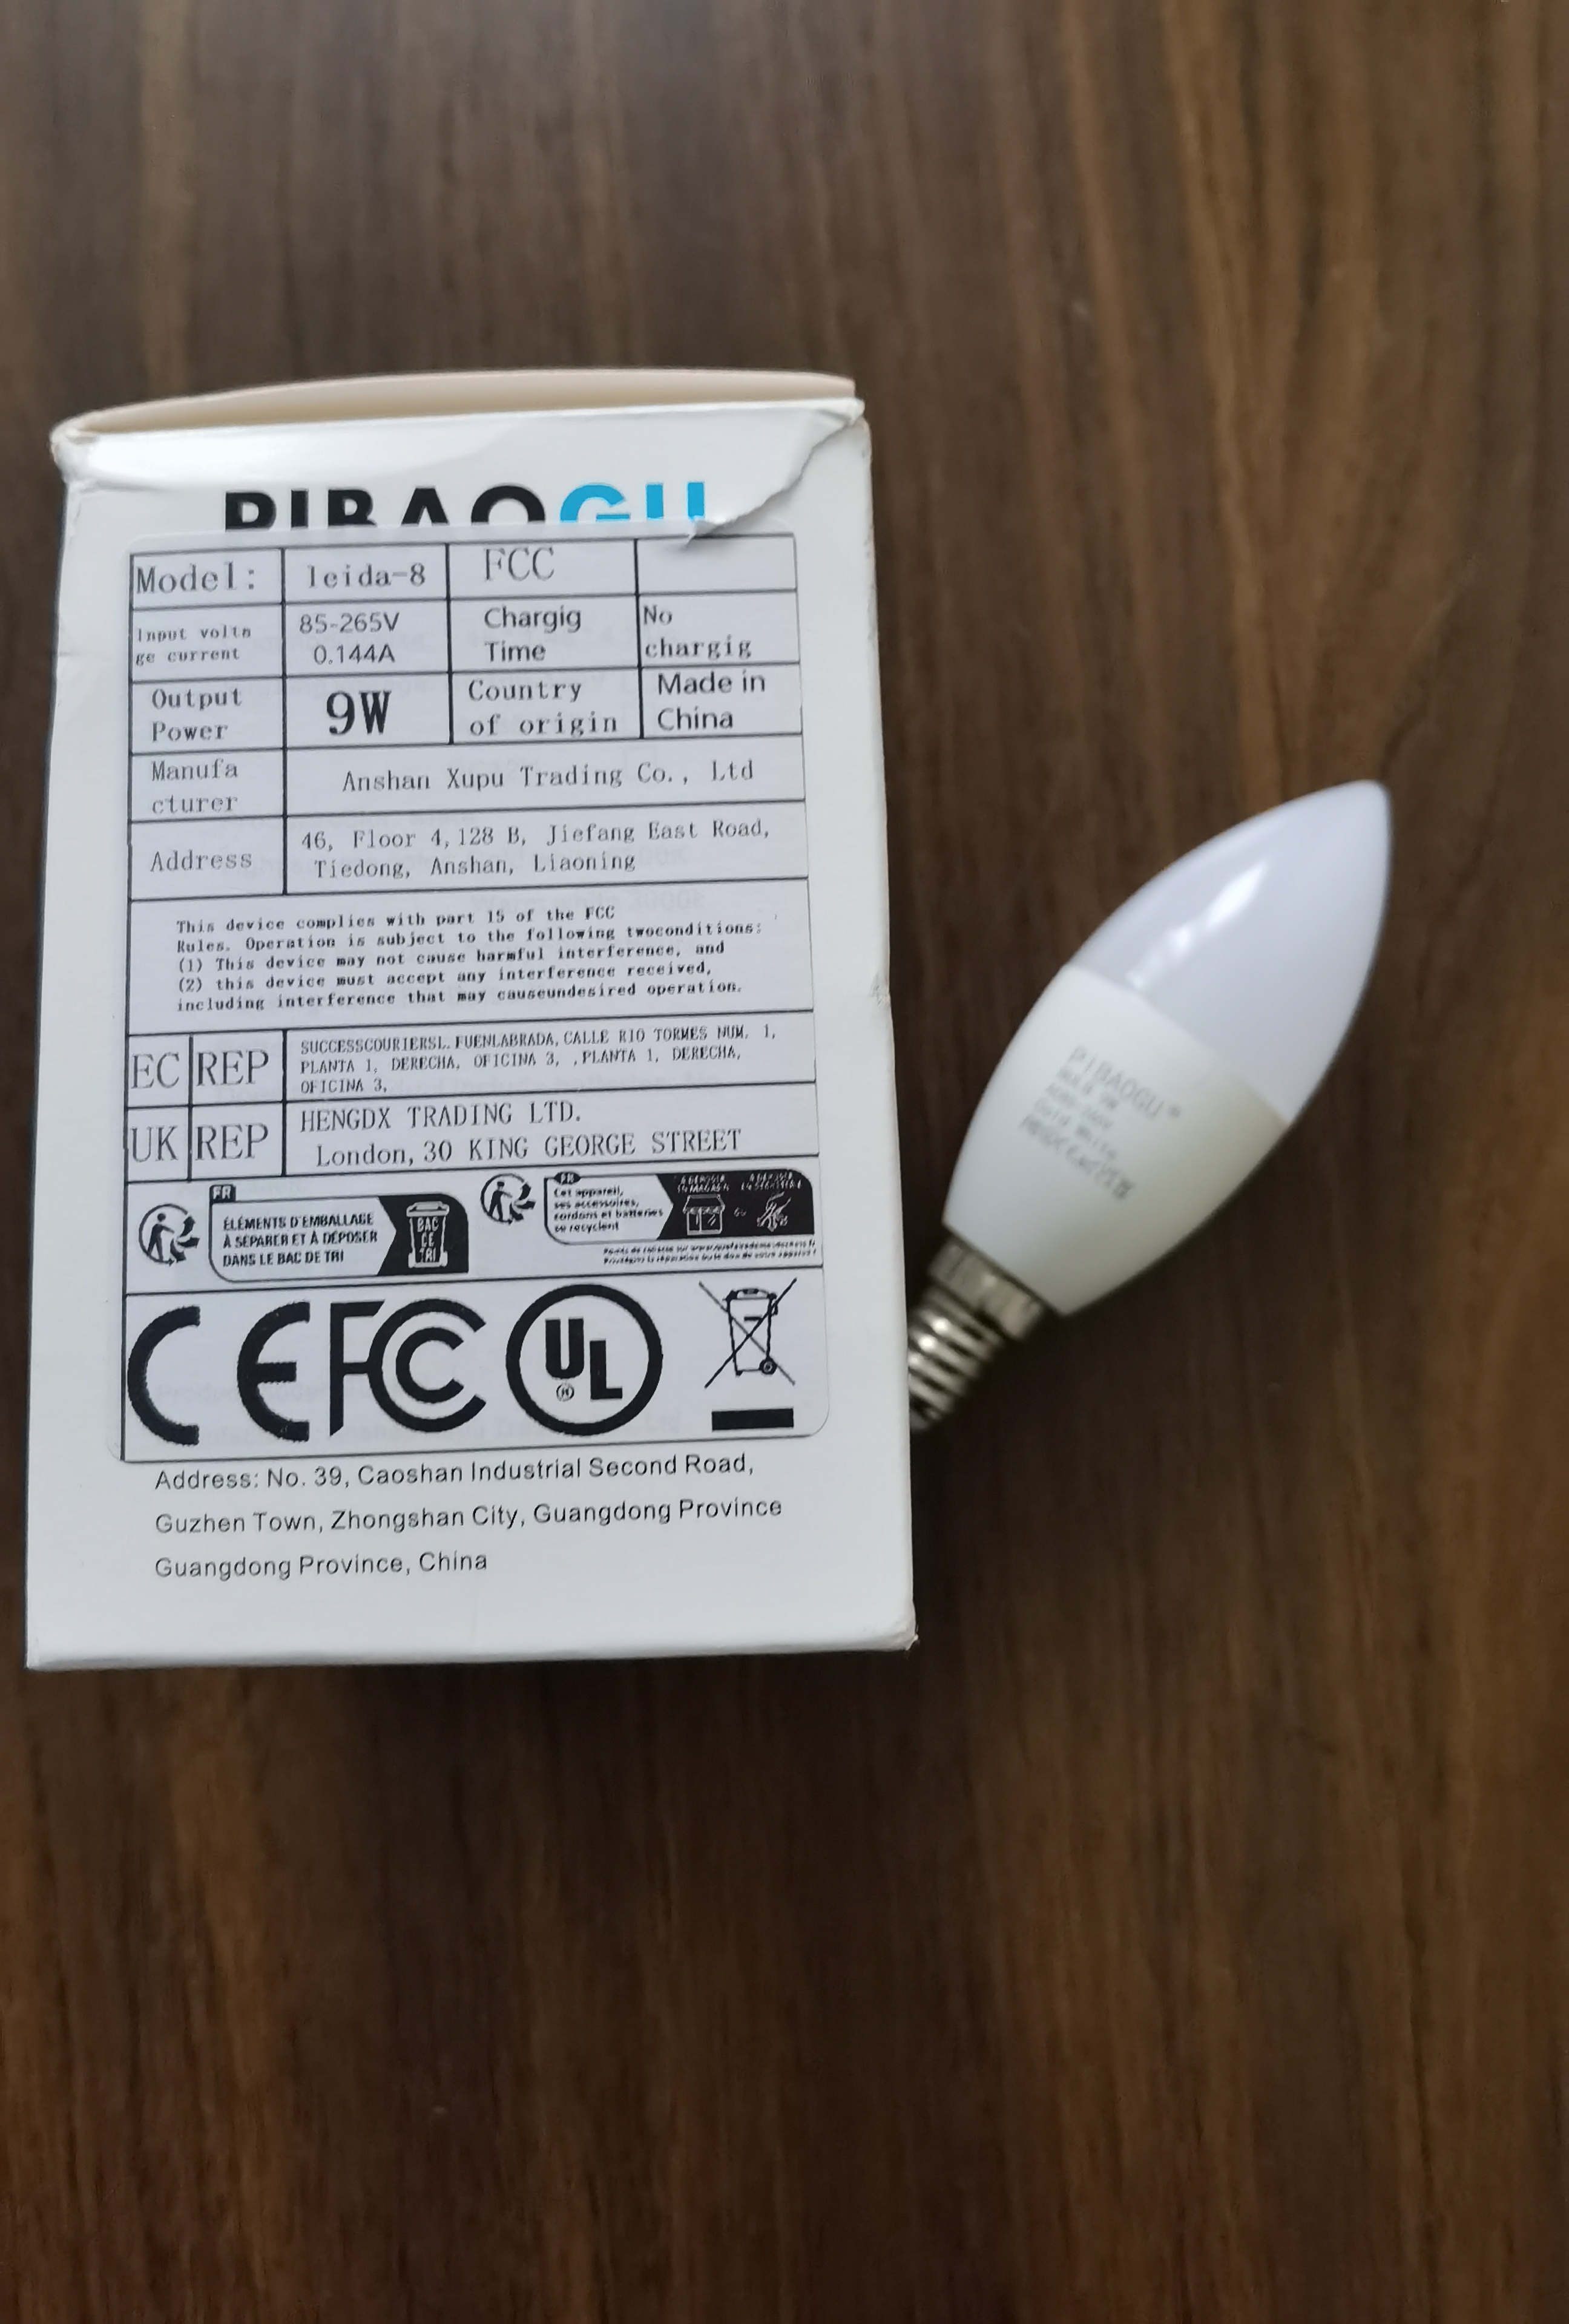 PIBAOGU
Model: leida-8 FCC
Input volta
ge current
85-265V
0.144A
Chargig
Time
No
chargig
Output
Power
9W
Country
of origin
Made in
China
Manufa
cturer
Anshan Xupu Trading Co., Ltd
Address
46, Floor 4,128 B, Jiefang East Road,
Tiedong, Anshan, Liaoning
This device complies with part 15 of the FCC
Rules. Operation is subject to the following twoconditions:
(1) This device may not cause harmful interference, and
(2) this device must accept any interference received,
including interference that may causeundesired operation.
EC REP
SUCCESSCOURIERSL. FUENLABRADA, CALLE RIO TORMES NUM. 1,
PLANTA 1, DERECHA, OFICINA 3, ,PLANTA 1, DERECHA,
OFICINA 3,
UK REP
HENGDX TRADING LTD.
London, 30 KING GEORGE STREET
FR
ÉLÉMENTS D'EMBALLAGE
À SÉPARER ET À DÉPOSER
DANS LE BAC DE TRI
BAC
DE
TRI
FR
Cet appareil,
ses accessoires,
cordons et batteries
se recyclent
CE FC UL
Address: No. 39, Caoshan Industrial Second Road,
Guzhen Town, Zhongshan City, Guangdong Province
Guangdong Province, China
PIBAOGU®